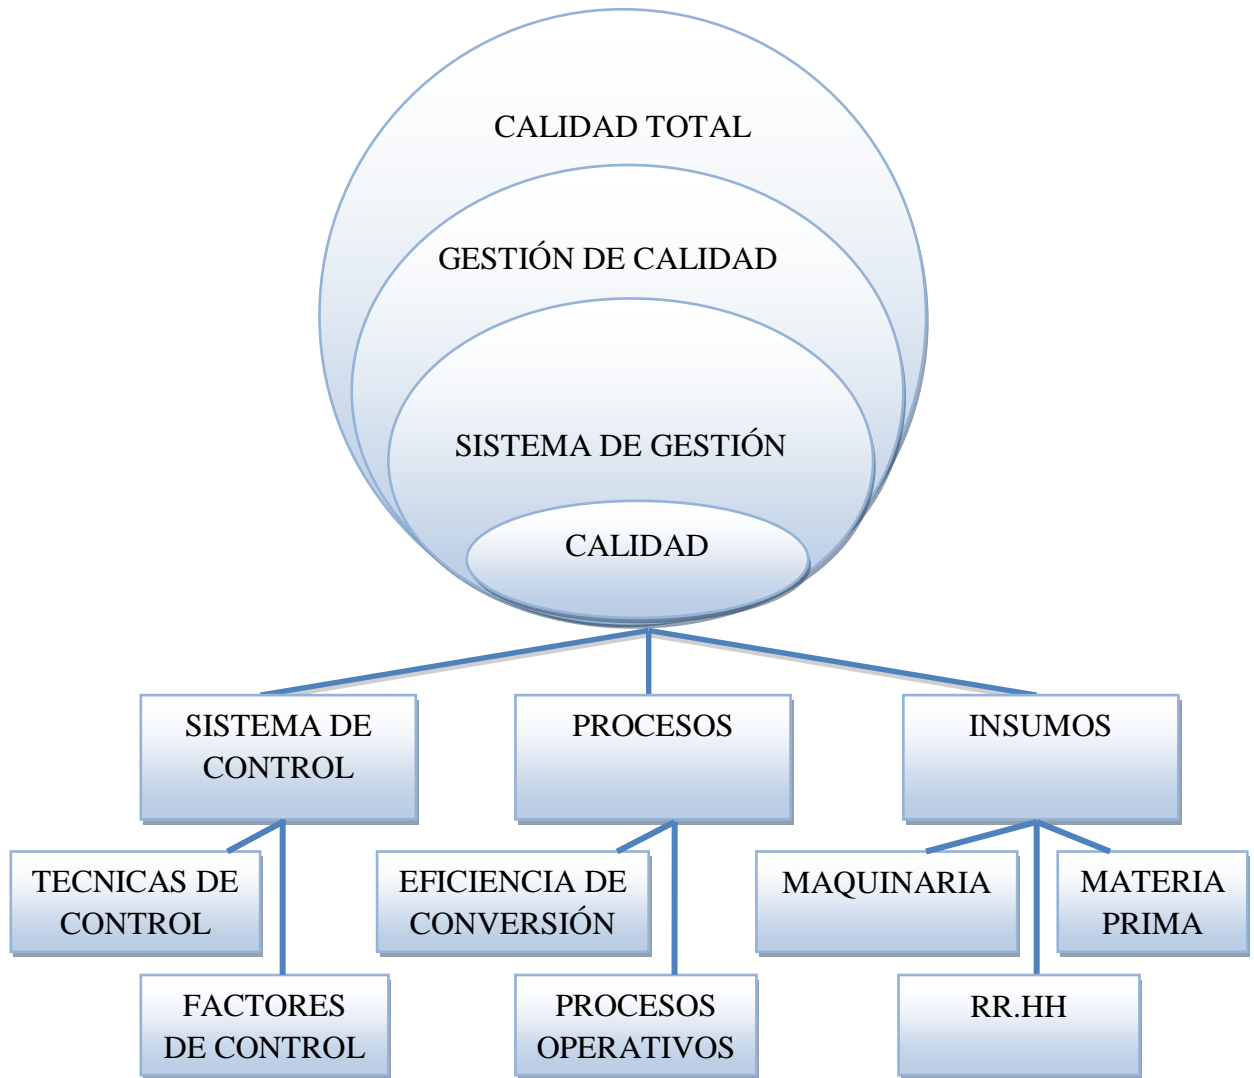 CALIDAD TOTAL
GESTIÓN DE CALIDAD
SISTEMA DE GESTIÓN
CALIDAD
SISTEMA DE
CONTROL
PROCESOS
INSUMOS
TECNICAS DE
CONTROL
EFICIENCIA DE
CONVERSIÓN
MAQUINARIA
MATERIA
PRIMA
FACTORES
DE CONTROL
PROCESOS
OPERATIVOS
RR.HH